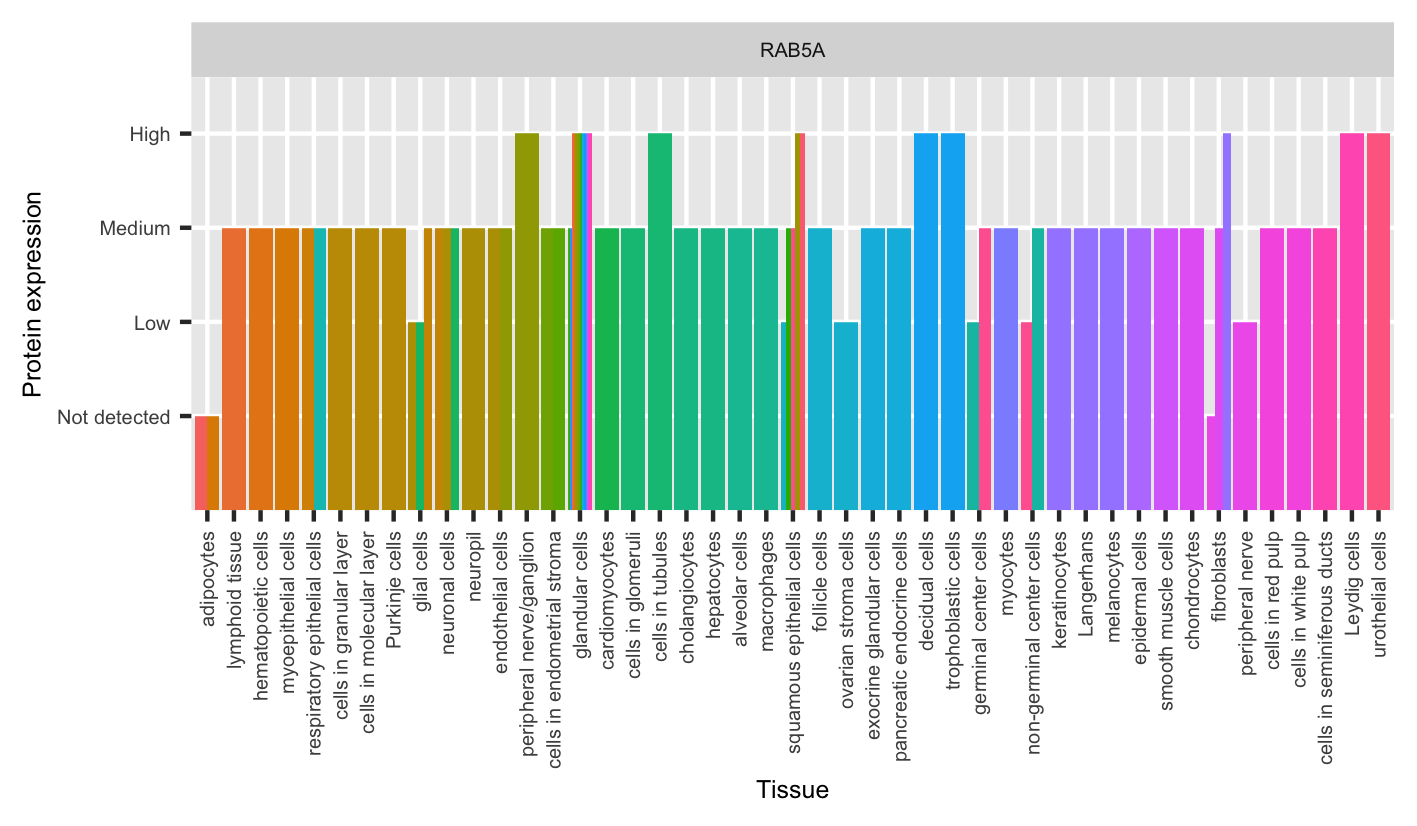 RAB5A
Protein expression
High
Medium
Low
Not detected
adipocytes
lymphoid tissue
hematopoietic cells
myoepithelial cells
respiratory epithelial cells
cells in granular layer
cells in molecular layer
Purkinje cells
glial cells
neuronal cells
neuropil
endothelial cells
peripheral nerve/ganglion
cells in endometrial stroma
glandular cells
cardiomyocytes
cells in glomeruli
cells in tubules
cholangiocytes
hepatocytes
alveolar cells
macrophages
squamous epithelial cells
follicle cells
ovarian stroma cells
exocrine glandular cells
pancreatic endocrine cells
decidual cells
trophoblastic cells
germinal center cells
myocytes
non-germinal center cells
keratinocytes
Langerhans
melanocytes
epidermal cells
smooth muscle cells
chondrocytes
fibroblasts
peripheral nerve
cells in red pulp
cells in white pulp
cells in seminiferous ducts
Leydig cells
urothelial cells
Tissue